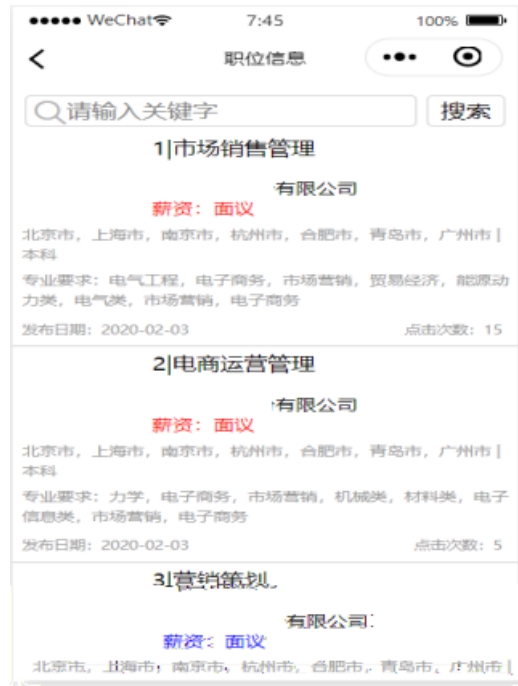 WeChat 7:45 100%
职位信息
请输入关键字 搜索
1|市场销售管理
有限公司
薪资：面议
北京市，上海市，南京市，杭州市，合肥市，青岛市，广州市|
本科
专业要求：电气工程，电子商务，市场营销，贸易经济，能源动
力类，电气类，市场营销，电子商务
发布日期：2020-02-03 点击次数：15
2|电商运营管理
有限公司
薪资：面议
北京市，上海市，南京市，杭州市，合肥市，青岛市，广州市|
本科
专业要求：力学，电子商务，市场营销，机械类，材料类，电子
信息类，市场营销，电子商务
发布日期：2020-02-03 点击次数：5
3|营销策划
有限公司
薪资：面议
北京市，上海市，南京市，杭州市，合肥市，青岛市，广州市|